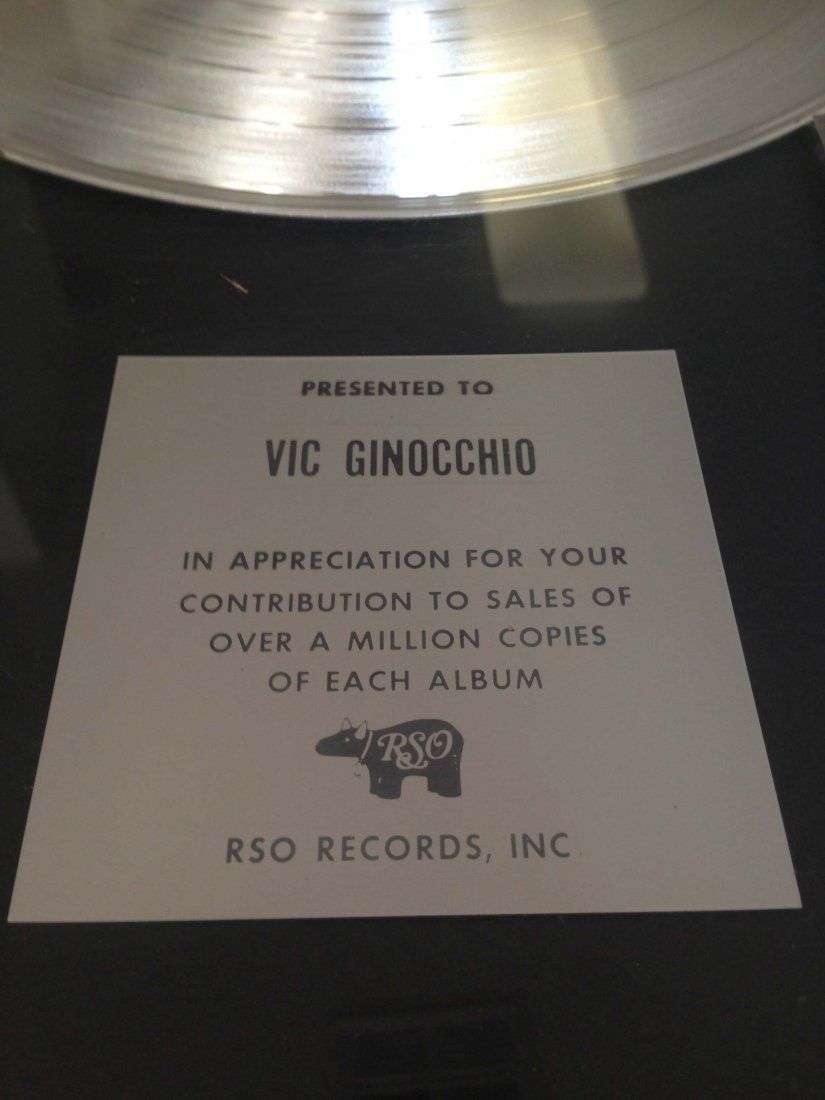 PRESENTED TO
VIC GINOCCHIO
IN APPRECIATION FOR YOUR
CONTRIBUTION TO SALES OF
OVER A MILLION COPIES
OF EACH ALBUM
RSO
RSO RECORDS, INC.